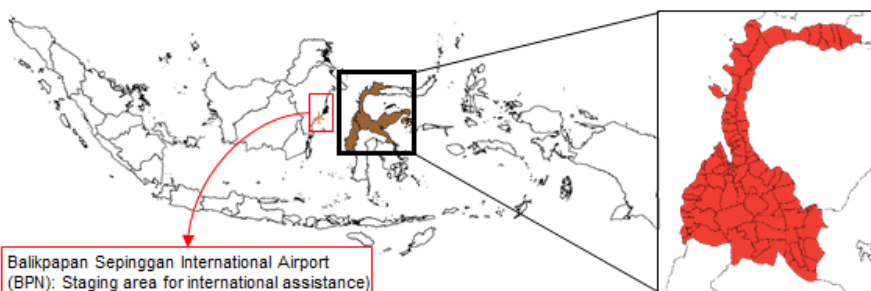 Balikpapan Sepinggan International Airport
(BPN): Staging area for international assistance)